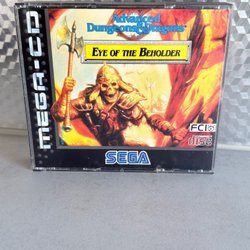 Advanced
Dungeons & Dragons
EYE OF THE BEHOLDER
MEGA-CD
FCI
SEGA